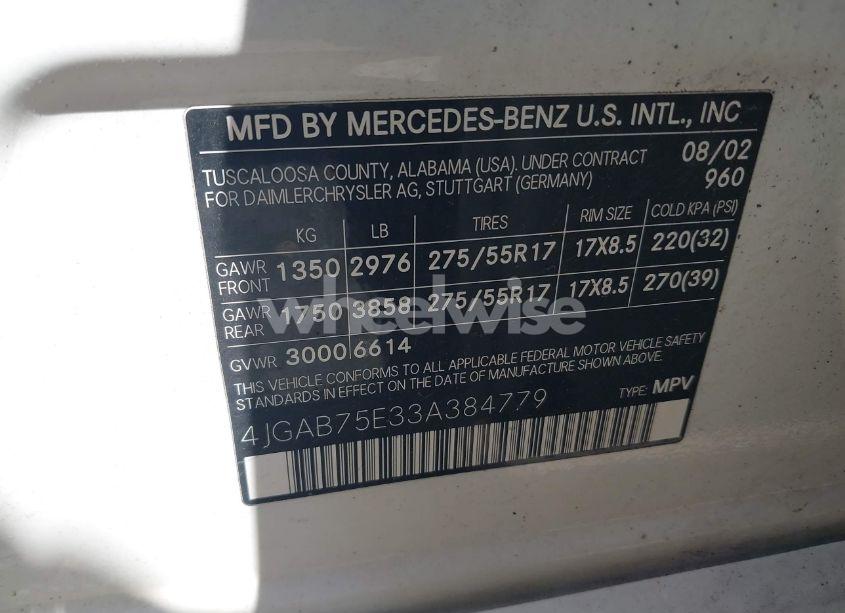 MFD BY MERCEDES-BENZ U.S. INTL., INC
TUSCALOOSA COUNTY, ALABAMA (USA). UNDER CONTRACT 08/02
FOR DAIMLERCHRYSLER AG, STUTTGART (GERMANY) 960
KG LB TIRES RIM SIZE COLD KPA (PSI)
GAWR FRONT 1350 2976 275/55R17 17X8.5 220(32)
GAWR REAR 1750 3858 275/55R17 17X8.5 270(39)
wheelwise
GVWR 3000 6614
THIS VEHICLE CONFORMS TO ALL APPLICABLE FEDERAL MOTOR VEHICLE SAFETY
STANDARDS IN EFFECT ON THE DATE OF MANUFACTURE SHOWN ABOVE.
4JGAB75E33A384779 TYPE: MPV